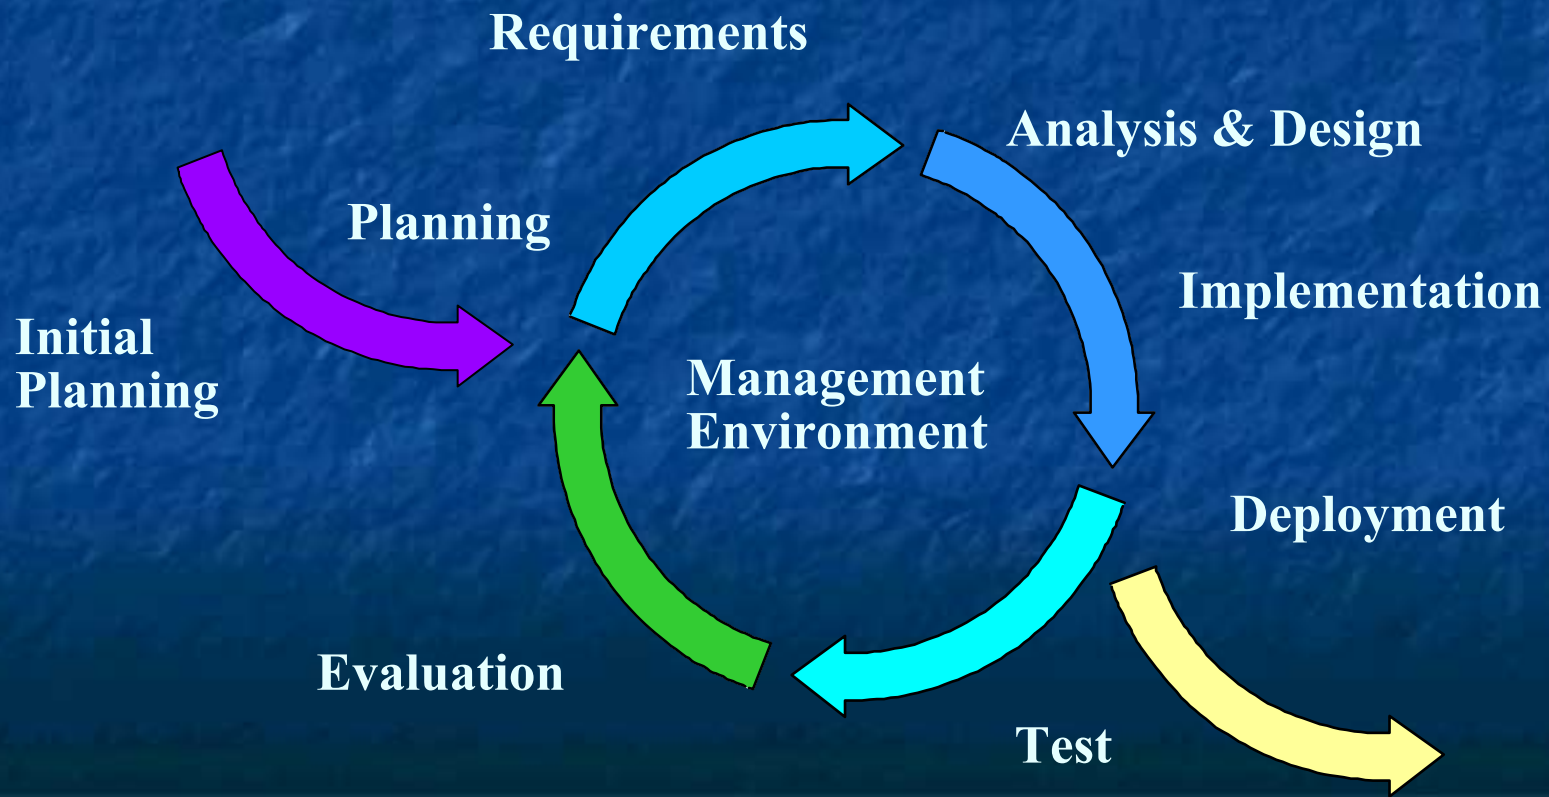 Requirements
Analysis & Design
Planning
Implementation
Initial
Planning
Management
Environment
Deployment
Evaluation
Test